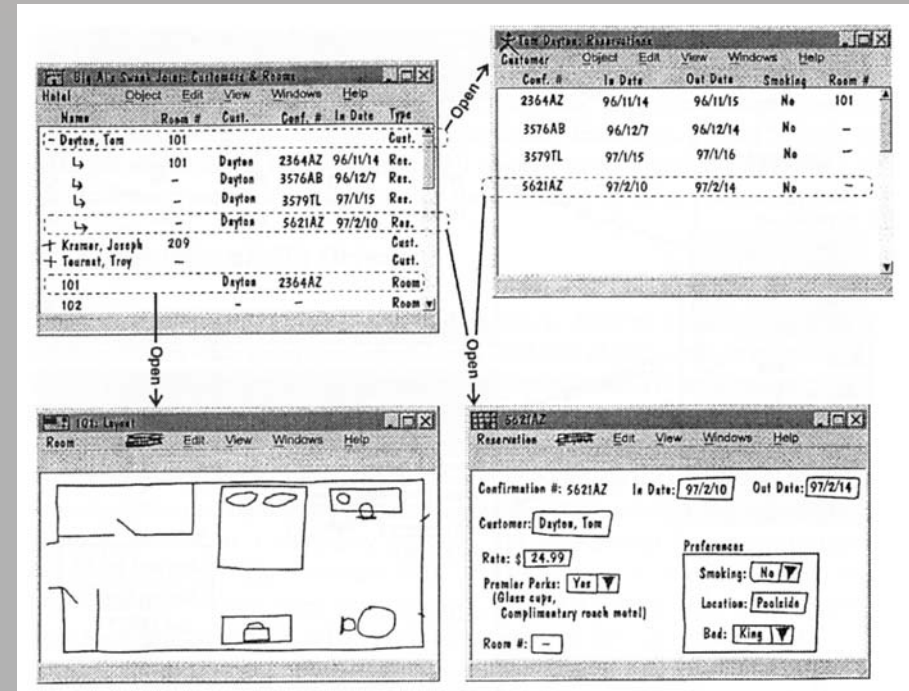 Big Al's Swank Joint: Customers & Rooms
Hotel Object Edit View Windows Help
Name Room # Cust. Conf. # In Date Type
- Dayton, Tom 101 Cust.
↳ 101 Dayton 2364AZ 96/11/14 Res.
↳ – Dayton 3576AB 96/12/7 Res.
↳ – Dayton 3579TL 97/1/15 Res.
↳ – Dayton 5621AZ 97/2/10 Res.
+ Kramer, Joseph 209 Cust.
+ Tournat, Troy – Cust.
101 Dayton 2364AZ Room
102 – – Room
Open
Tom Dayton: Reservations
Customer Object Edit View Windows Help
Conf. # In Date Out Date Smoking Room #
2364AZ 96/11/14 96/11/15 No 101
3576AB 96/12/7 96/12/14 No –
3579TL 97/1/15 97/1/16 No –
5621AZ 97/2/10 97/2/14 No –
Open
Open
101: Layout
Room Edit View Windows Help
5621AZ
Reservation Edit View Windows Help
Confirmation #: 5621AZ In Date: 97/2/10 Out Date: 97/2/14
Customer: Dayton, Tom
Rate: $ 24.99
Premier Perks: Yes
(Glass cups,
Complimentary roach motel)
Room #: –
Preferences
Smoking: No
Location: Poolside
Bed: King